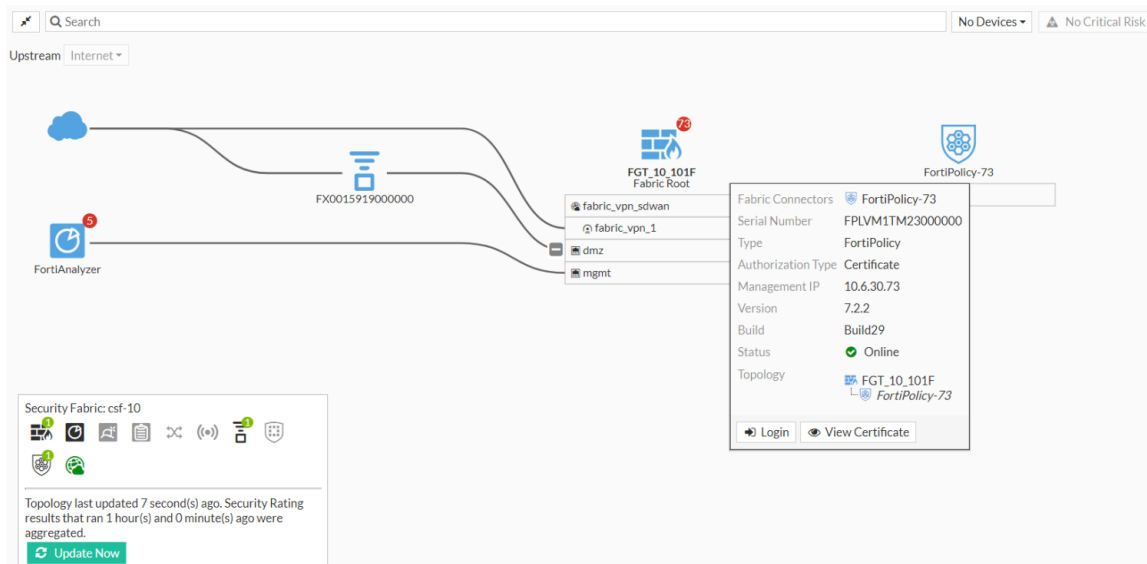 Search
No Devices
No Critical Risk
Upstream Internet
73
FGT_10_101F
Fabric Root
FortiPolicy-73
FX0015919000000
fabric_vpn_sdwan
fabric_vpn_1
dmz
mgmt
5
FortiAnalyzer
Fabric Connectors FortiPolicy-73
Serial Number FPLVM1TM23000000
Type FortiPolicy
Authorization Type Certificate
Management IP 10.6.30.73
Version 7.2.2
Build Build29
Status Online
Topology FGT_10_101F
FortiPolicy-73
Login View Certificate
Security Fabric: csf-10
1 1
1
Topology last updated 7 second(s) ago. Security Rating
results that ran 1 hour(s) and 0 minute(s) ago were
aggregated.
Update Now